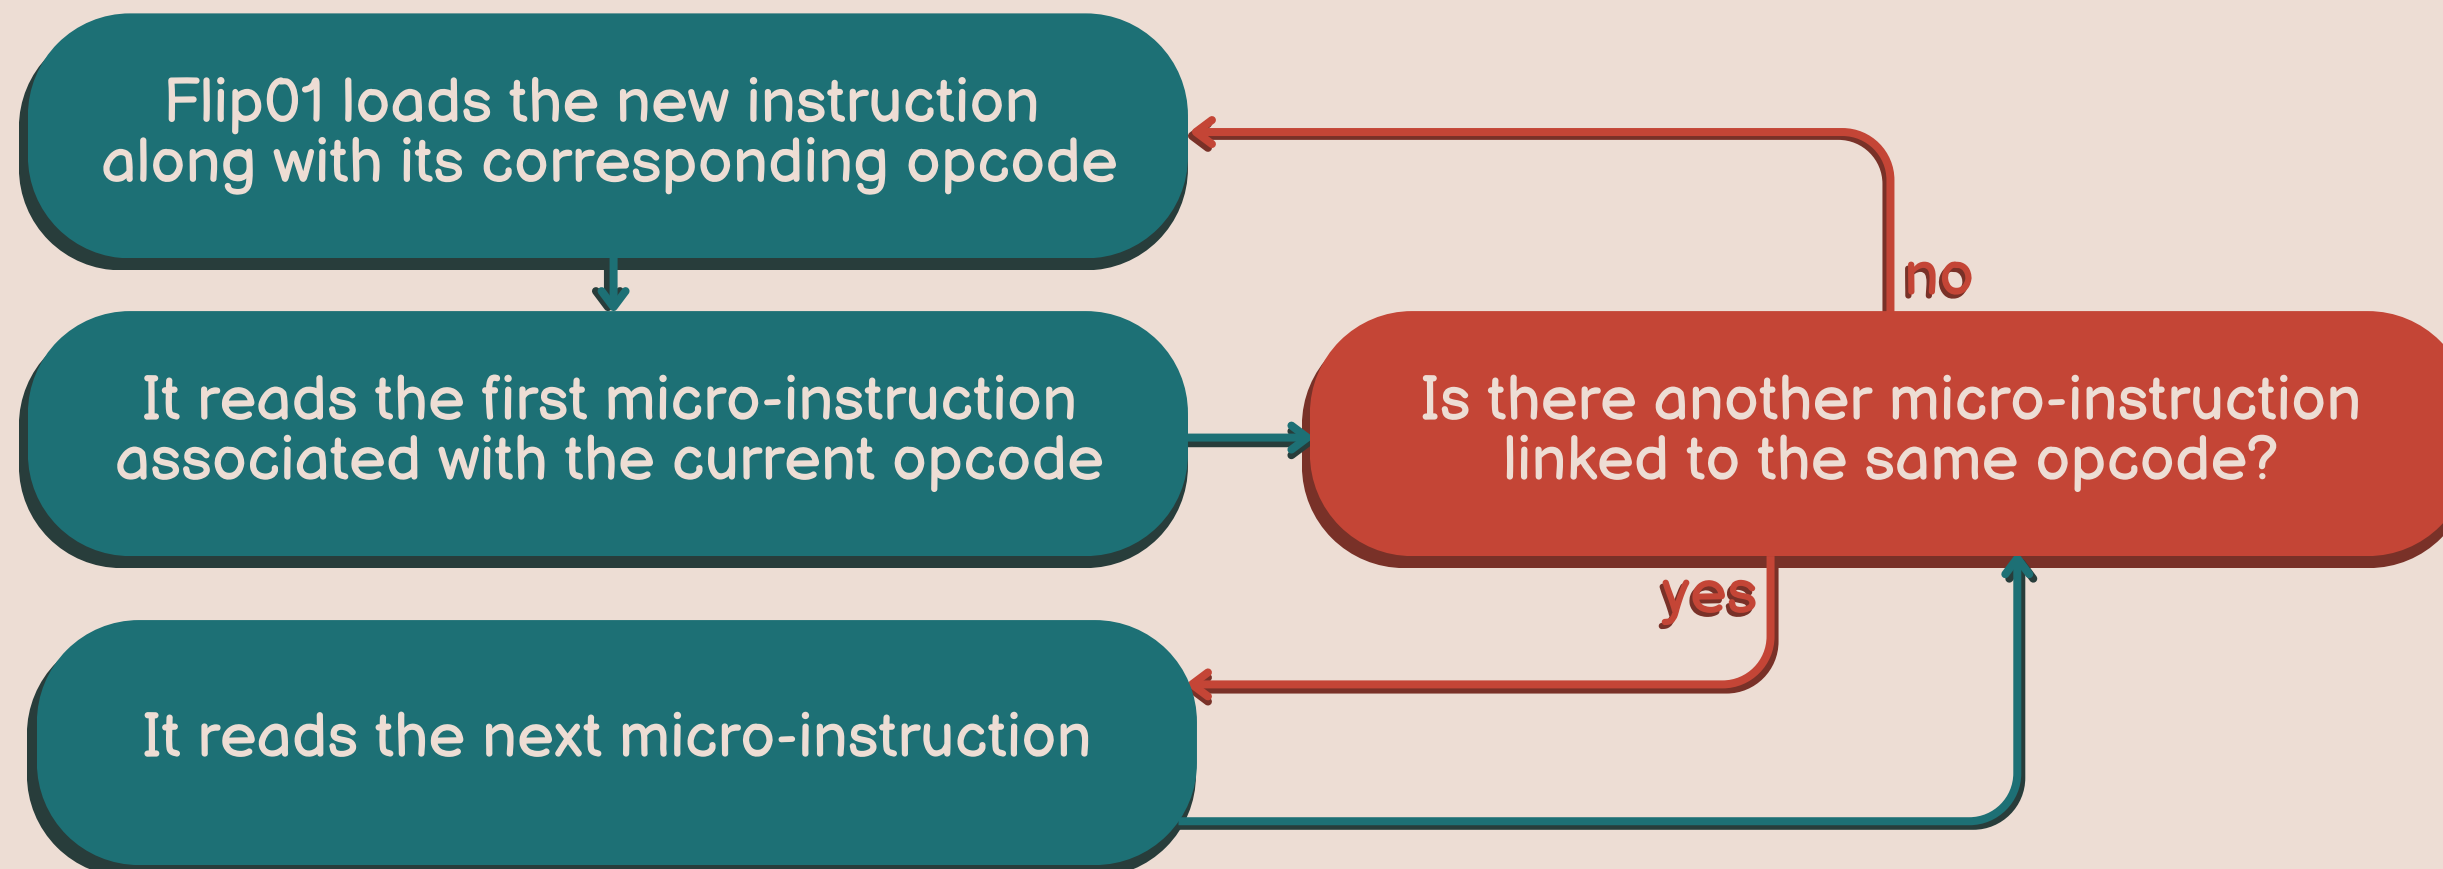 Flip01 loads the new instruction
along with its corresponding opcode
no
It reads the first micro-instruction
associated with the current opcode
Is there another micro-instruction
linked to the same opcode?
yes
It reads the next micro-instruction